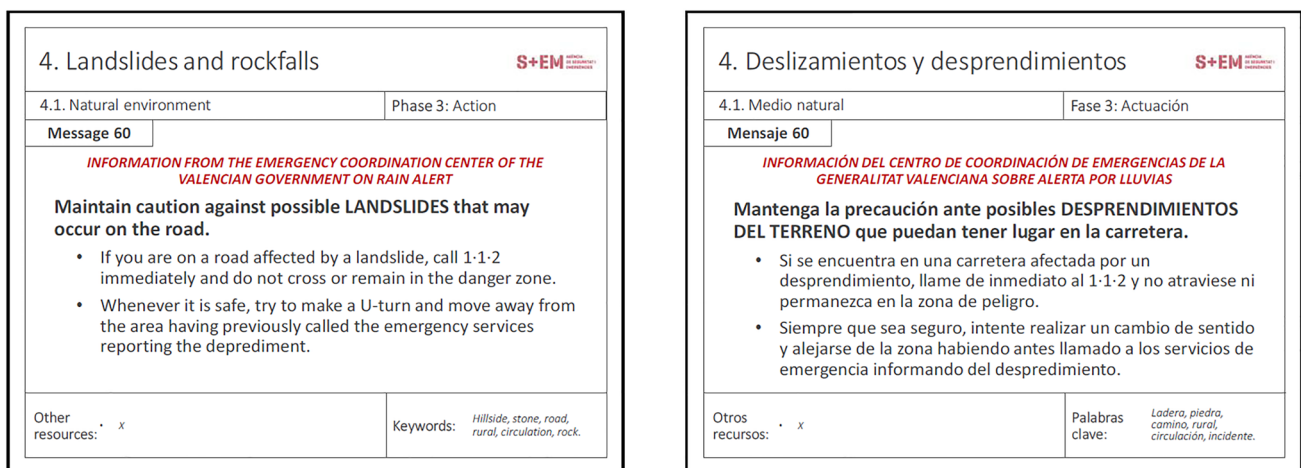 4. Landslides and rockfalls
S+EM AGÈNCIA
DE SEGURETAT I
EMERGÈNCIES
4.1. Natural environment
Phase 3: Action
Message 60
INFORMATION FROM THE EMERGENCY COORDINATION CENTER OF THE
VALENCIAN GOVERNMENT ON RAIN ALERT
Maintain caution against possible LANDSLIDES that may
occur on the road.
• If you are on a road affected by a landslide, call 1·1·2
immediately and do not cross or remain in the danger zone.
• Whenever it is safe, try to make a U-turn and move away from
the area having previously called the emergency services
reporting the deprediment.
Other
resources:
• x
Keywords:
Hillside, stone, road,
rural, circulation, rock.
4. Deslizamientos y desprendimientos
S+EM AGÈNCIA
DE SEGURETAT I
EMERGÈNCIES
4.1. Medio natural
Fase 3: Actuación
Mensaje 60
INFORMACIÓN DEL CENTRO DE COORDINACIÓN DE EMERGENCIAS DE LA
GENERALITAT VALENCIANA SOBRE ALERTA POR LLUVIAS
Mantenga la precaución ante posibles DESPRENDIMIENTOS
DEL TERRENO que puedan tener lugar en la carretera.
• Si se encuentra en una carretera afectada por un
desprendimiento, llame de inmediato al 1·1·2 y no atraviese ni
permanezca en la zona de peligro.
• Siempre que sea seguro, intente realizar un cambio de sentido
y alejarse de la zona habiendo antes llamado a los servicios de
emergencia informando del despredimiento.
Otros
recursos:
• x
Palabras
clave:
Ladera, piedra,
camino, rural,
circulación, incidente.